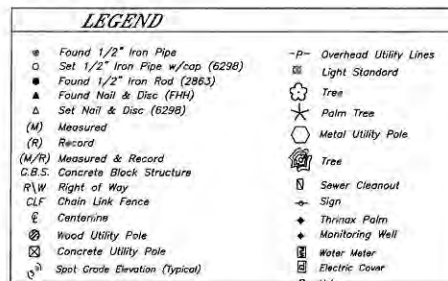 LEGEND
Found 1/2" Iron Pipe
Set 1/2" Iron Pipe w/cap (6298)
Found 1/2" Iron Rod (2863)
Found Nail & Disc (FHH)
Set Nail & Disc (6298)
(M) Measured
(R) Record
(M/R) Measured & Record
C.B.S. Concrete Block Structure
R\W Right of Way
CLF Chain Link Fence
℄ Centerline
Wood Utility Pole
Concrete Utility Pole
Spot Grade Elevation (Typical)
-P- Overhead Utility Lines
Light Standard
Tree
Palm Tree
Metal Utility Pole
Tree
Sewer Cleanout
Sign
Thrinax Palm
Monitoring Well
Water Meter
Electric Cover